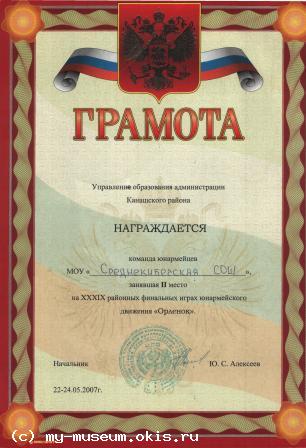 ГРАМОТА
Управление образования администрации
Канашского района
НАГРАЖДАЕТСЯ
команда юнармейцев
МОУ « Среднекибечская СОШ »,
занявшая II место
на XXXIX районных финальных играх юнармейского
движения «Орленок».
Начальник Ю. С. Алексеев
22-24.05.2007г.
(c) my-museum.okis.ru